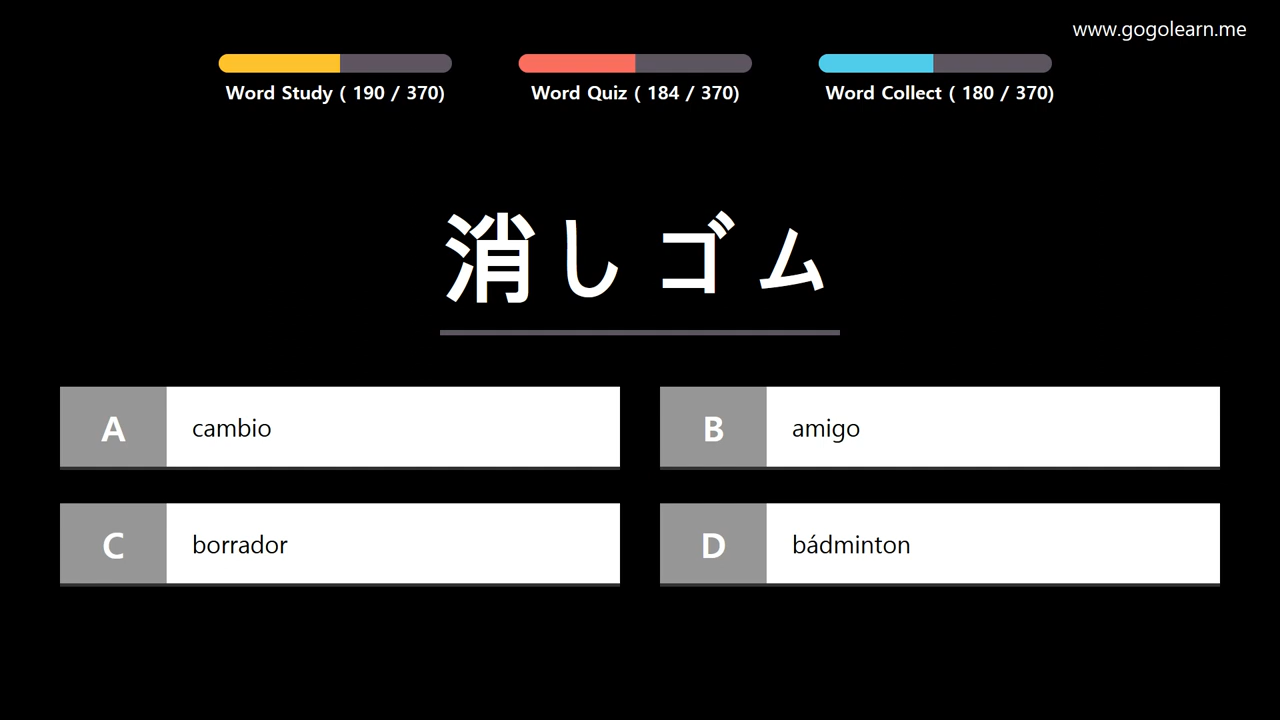 www.gogolearn.me
Word Study ( 190 / 370)
Word Quiz ( 184 / 370)
Word Collect ( 180 / 370)
消しゴム
A cambio
B amigo
C borrador
D bádminton